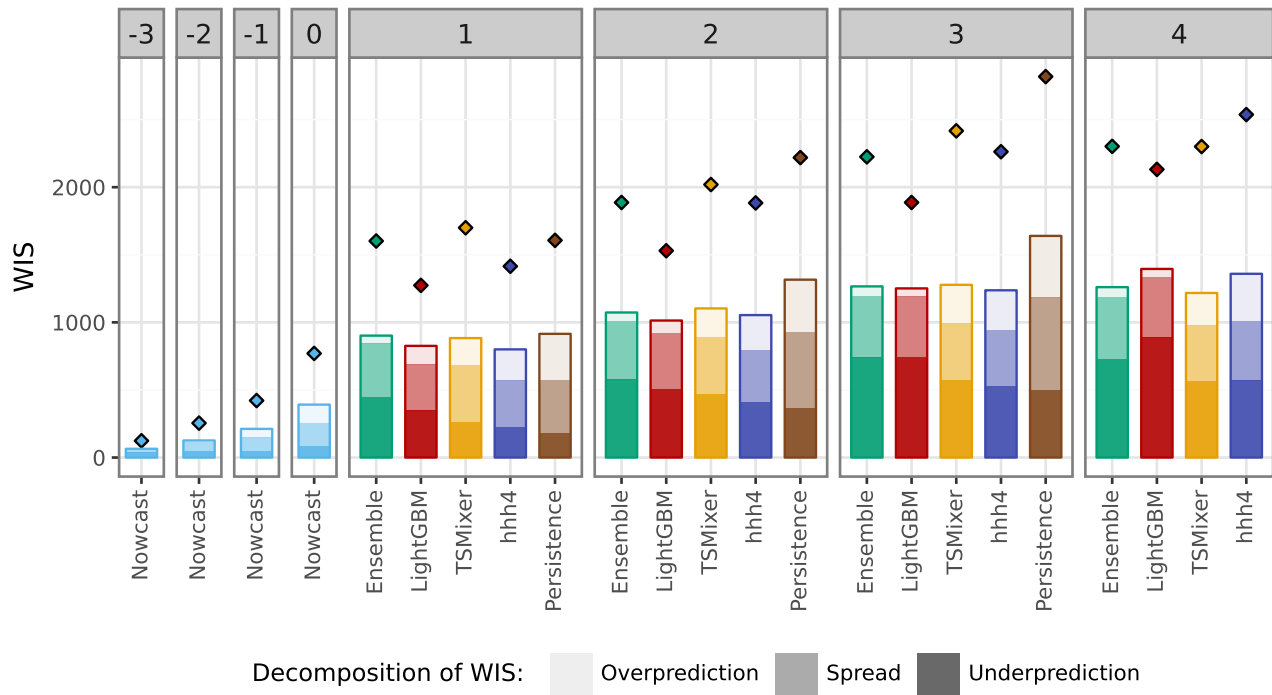 -3 -2 -1 0 1 2 3 4
WIS
2000
1000
0
Nowcast Nowcast Nowcast Nowcast Ensemble LightGBM TSMixer hhh4 Persistence Ensemble LightGBM TSMixer hhh4 Persistence Ensemble LightGBM TSMixer hhh4 Persistence Ensemble LightGBM TSMixer hhh4
Decomposition of WIS: Overprediction Spread Underprediction